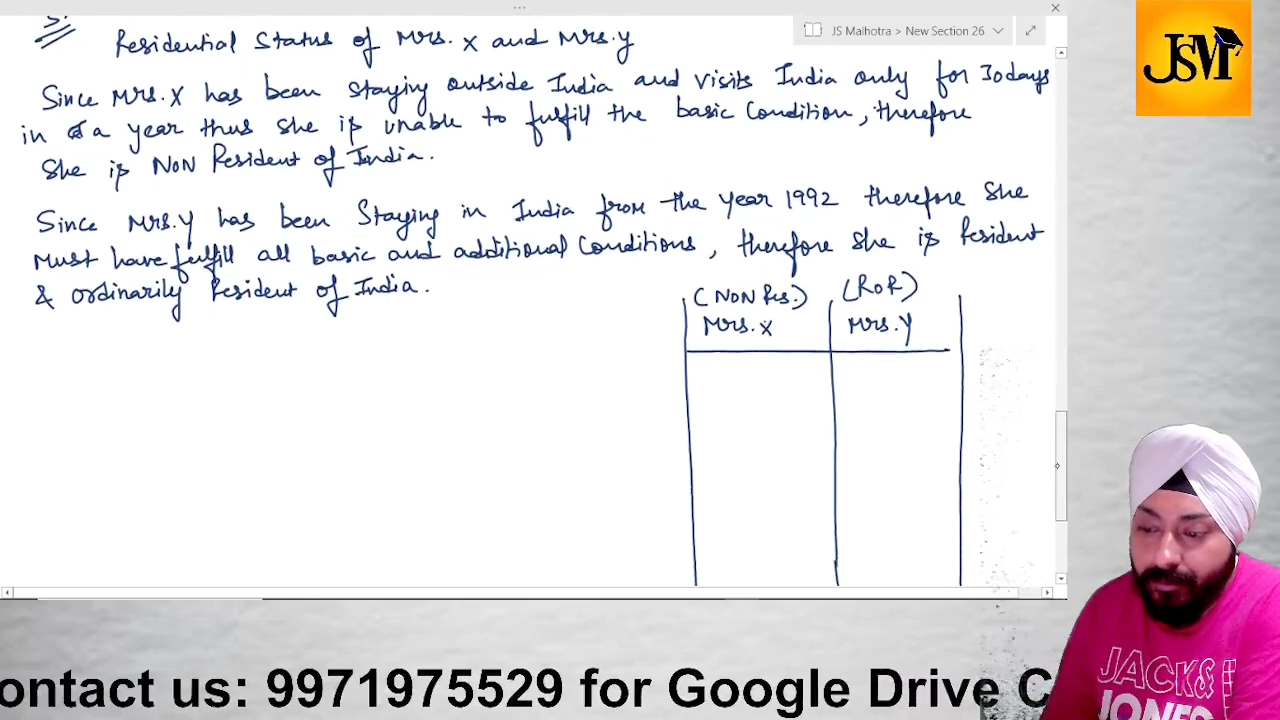 JS Malhotra > New Section 26
JSM
Residential Status of Mrs. X and Mrs. Y
Since Mrs. X has been staying outside India and visits India only for 30 days
in a year thus she is unable to fulfill the basic Condition, therefore
She is NON Resident of India.
Since Mrs. Y has been Staying in India from the year 1992 therefore She
Must have fulfill all basic and additional Conditions, therefore She is Resident
& ordinarily Resident of India.
(NON Res.) (ROR)
Mrs. X Mrs. Y
JACK&
JONES
ontact us: 9971975529 for Google Drive C